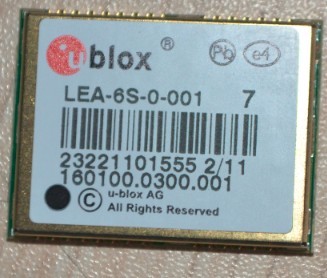 ublox ® Pb e4
LEA-6S-0-001 7
23221101555 2/11
160100.0300.001
© u-blox AG
All Rights Reserved